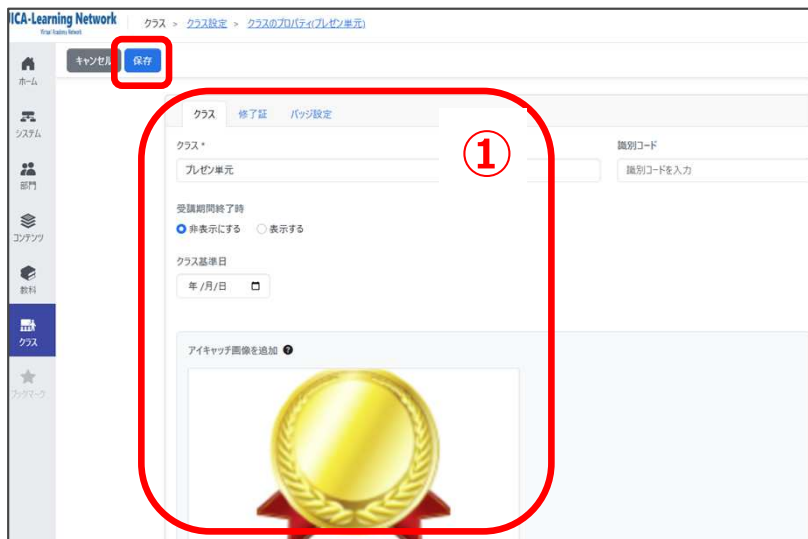 JICA-Learning Network
クラス > クラス設定 > クラスのプロパティ(プレゼン単元)
キャンセル
保存
ホーム
システム
部門
コンテンツ
教科
クラス
ブックマーク
クラス
修了証
バッジ設定
①
クラス *
識別コード
プレゼン単元
識別コードを入力
受講期間終了時
非表示にする
表示する
クラス基準日
年 /月/日
アイキャッチ画像を追加